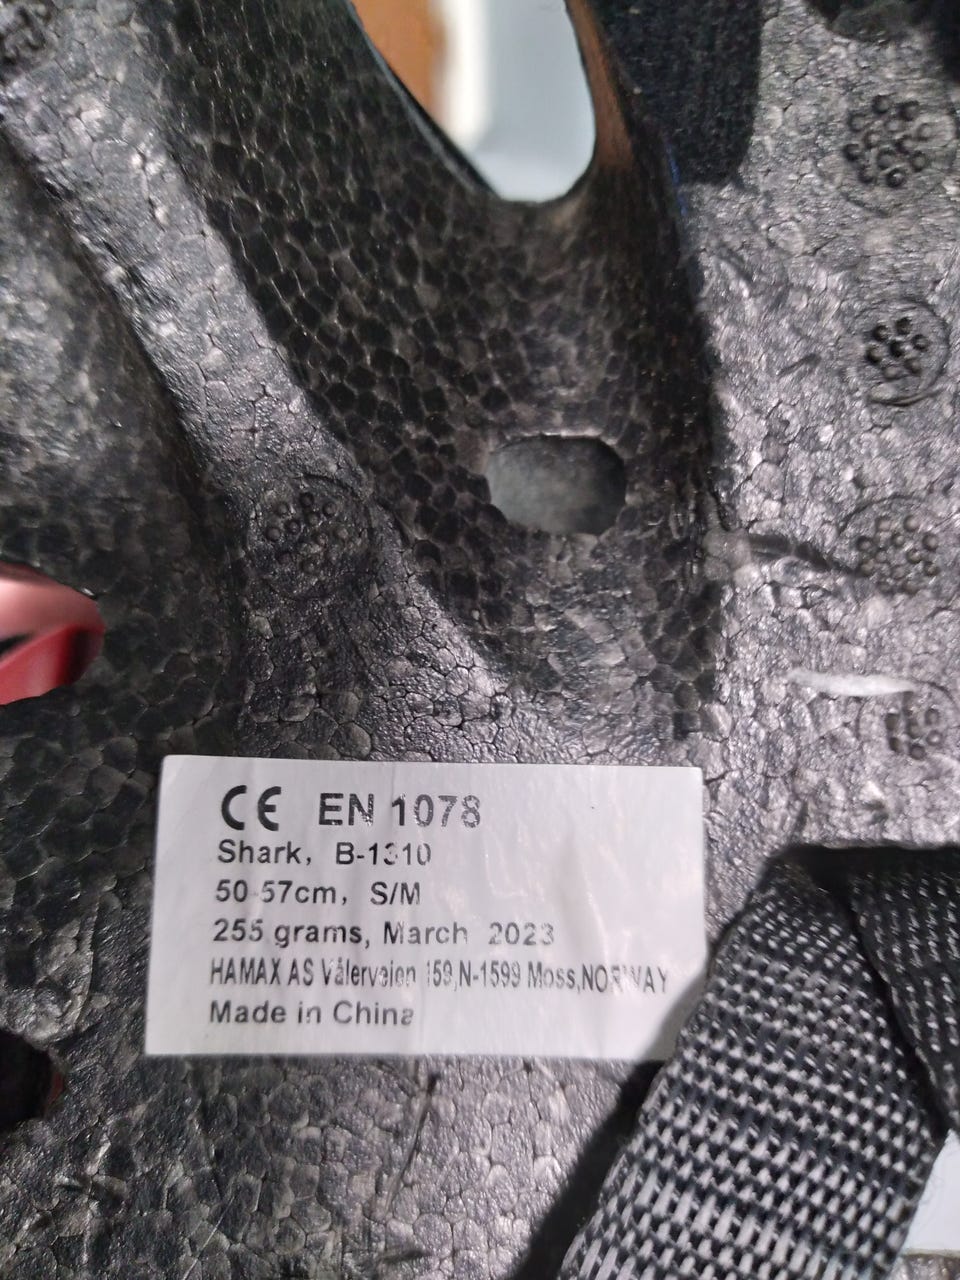 CE EN 1078
Shark, B-1310
50-57cm, S/M
255 grams, March 2023
HAMAX AS Vålerveien 159,N-1599 Moss,NORWAY
Made in China